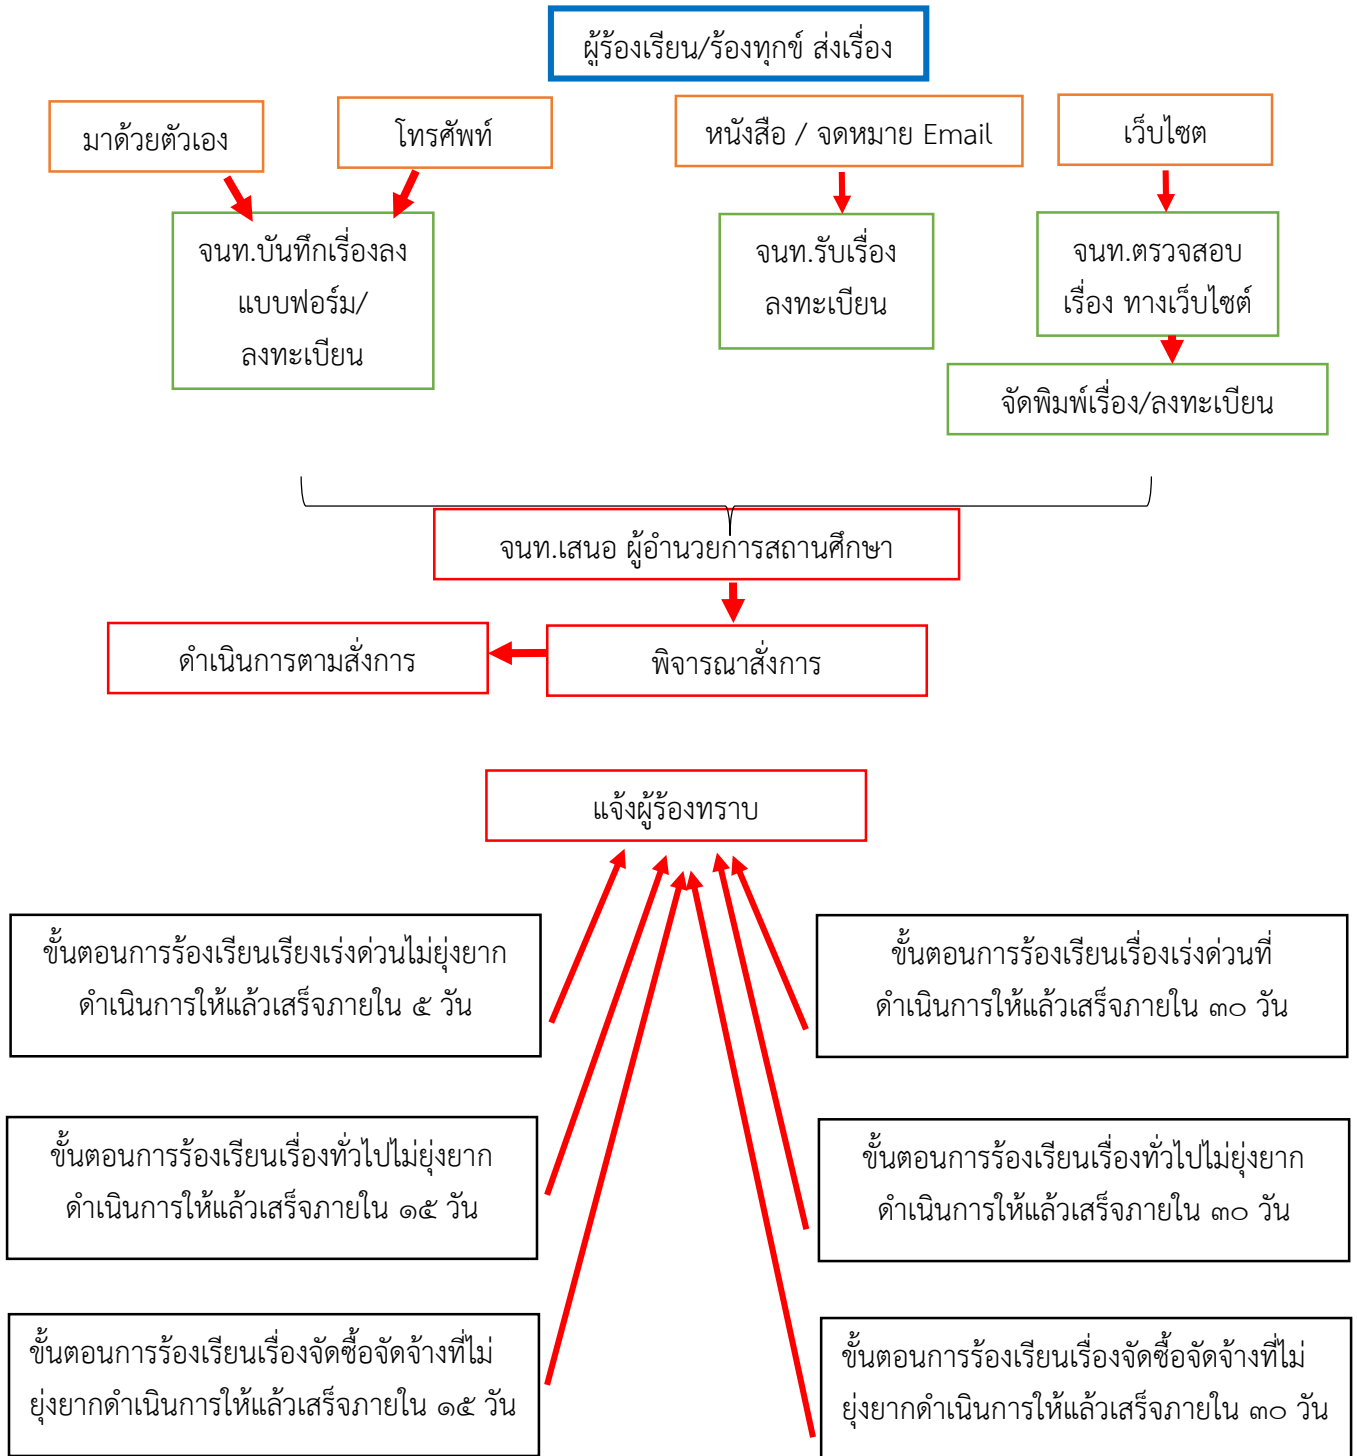 ผู้ร้องเรียน/ร้องทุกข์ ส่งเรื่อง
มาด้วยตัวเอง
โทรศัพท์
หนังสือ / จดหมาย Email
เว็บไซต
จนท.บันทึกเรื่องลง
แบบฟอร์ม/
ลงทะเบียน
จนท.รับเรื่อง
ลงทะเบียน
จนท.ตรวจสอบ
เรื่อง ทางเว็บไซต์
จัดพิมพ์เรื่อง/ลงทะเบียน
จนท.เสนอ ผู้อำนวยการสถานศึกษา
ดำเนินการตามสั่งการ
พิจารณาสั่งการ
แจ้งผู้ร้องทราบ
ขั้นตอนการร้องเรียนเรียงเร่งด่วนไม่ยุ่งยาก
ดำเนินการให้แล้วเสร็จภายใน ๕ วัน
ขั้นตอนการร้องเรียนเรื่องเร่งด่วนที่
ดำเนินการให้แล้วเสร็จภายใน ๓๐ วัน
ขั้นตอนการร้องเรียนเรื่องทั่วไปไม่ยุ่งยาก
ดำเนินการให้แล้วเสร็จภายใน ๑๕ วัน
ขั้นตอนการร้องเรียนเรื่องทั่วไปไม่ยุ่งยาก
ดำเนินการให้แล้วเสร็จภายใน ๓๐ วัน
ขั้นตอนการร้องเรียนเรื่องจัดซื้อจัดจ้างที่ไม่
ยุ่งยากดำเนินการให้แล้วเสร็จภายใน ๑๕ วัน
ขั้นตอนการร้องเรียนเรื่องจัดซื้อจัดจ้างที่ไม่
ยุ่งยากดำเนินการให้แล้วเสร็จภายใน ๓๐ วัน